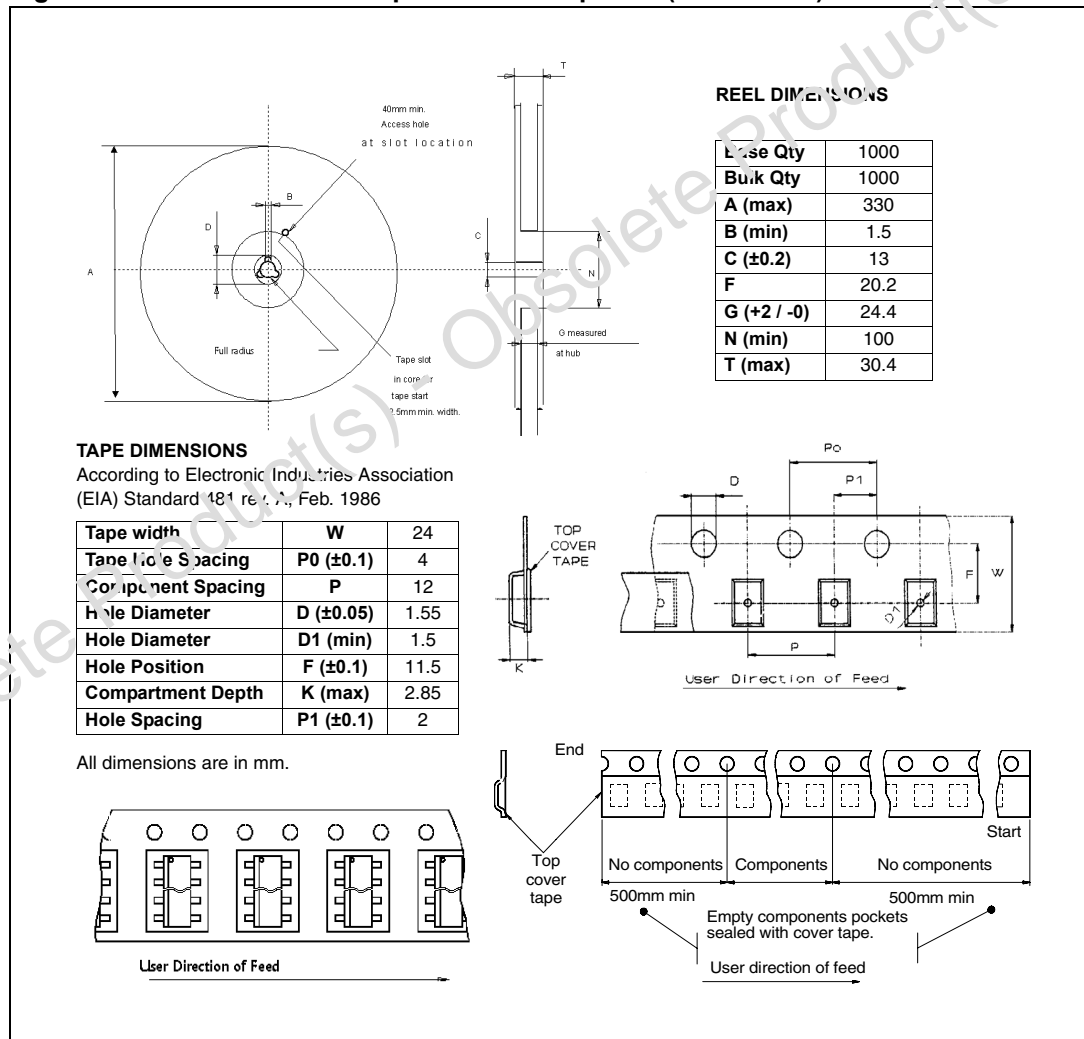 T
40mm min.
Access hole
at slot location
B
D
C
A
N
G measured
at hub
Full radius
Tape slot
in core for
tape start
2.5mm min. width.
REEL DIMENSIONS
Base Qty 1000
Bulk Qty 1000
A (max) 330
B (min) 1.5
C (±0.2) 13
F 20.2
G (+2 / -0) 24.4
N (min) 100
T (max) 30.4
TAPE DIMENSIONS
According to Electronic Industries Association
(EIA) Standard 481 rev. A, Feb. 1986
Tape width W 24
Tape Hole Spacing P0 (±0.1) 4
Component Spacing P 12
Hole Diameter D (±0.05) 1.55
Hole Diameter D1 (min) 1.5
Hole Position F (±0.1) 11.5
Compartment Depth K (max) 2.85
Hole Spacing P1 (±0.1) 2
All dimensions are in mm.
Po
D
P1
TOP
COVER
TAPE
F
W
D1
P
K
User Direction of Feed
End
Start
Top
cover
tape
No components Components No components
500mm min 500mm min
Empty components pockets
sealed with cover tape.
User direction of feed
User Direction of Feed
Product(s) - Obsolete Product(s)